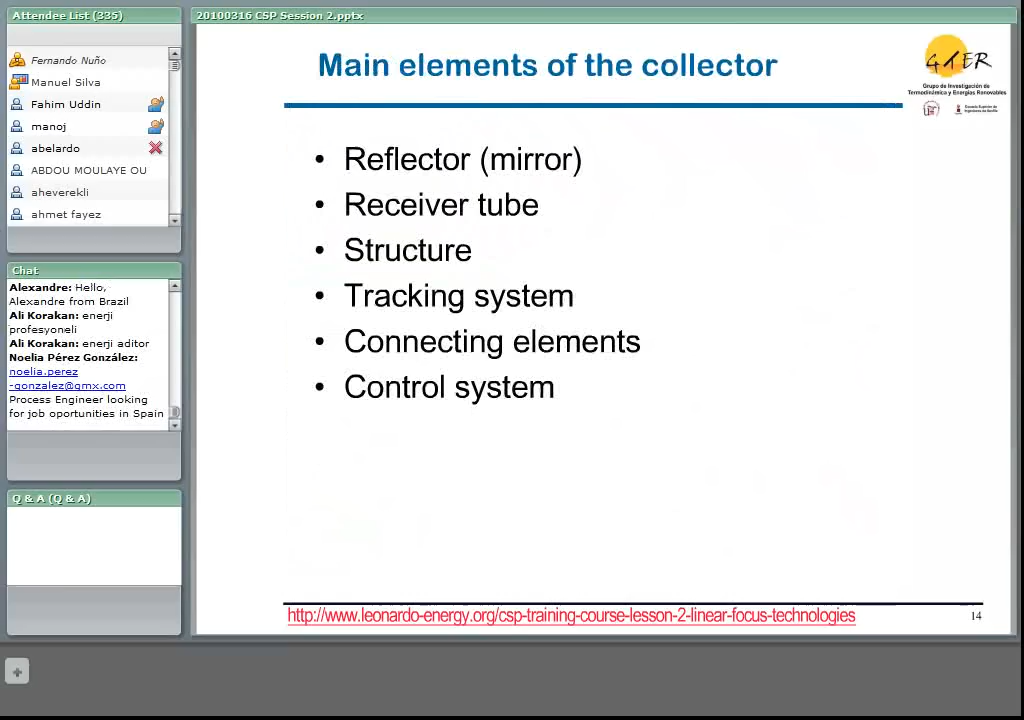 Attendee List (335)
Fernando Nuño
Manuel Silva
Fahim Uddin
manoj
abelardo
ABDOU MOULAYE OU
aheverekli
ahmet fayez
Chat
Alexandre: Hello,
Alexandre from Brazil
Ali Korakan: enerji
profesyoneli
Ali Korakan: enerji aditor
Noelia Pérez González:
noelia.perez
-gonzalez@gmx.com
Process Engineer looking
for job oportunities in Spain
Q & A (Q & A)
20100316 CSP Session 2.pptx
Main elements of the collector
GTER
Grupo de Investigación de
Termodinámica y Energías Renovables
• Reflector (mirror)
• Receiver tube
• Structure
• Tracking system
• Connecting elements
• Control system
http://www.leonardo-energy.org/csp-training-course-lesson-2-linear-focus-technologies
14